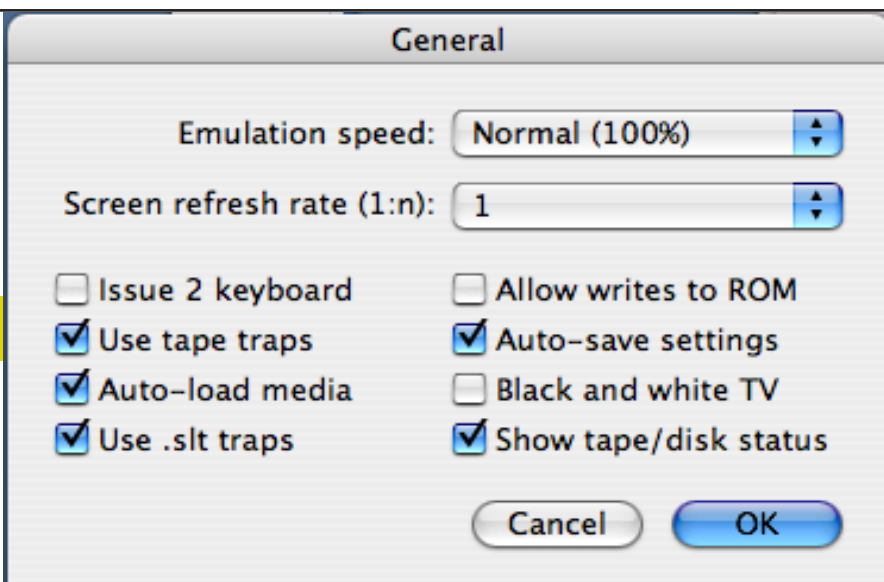 General
Emulation speed: Normal (100%)
Screen refresh rate (1:n): 1
Issue 2 keyboard Allow writes to ROM
Use tape traps Auto-save settings
Auto-load media Black and white TV
Use .slt traps Show tape/disk status
Cancel OK